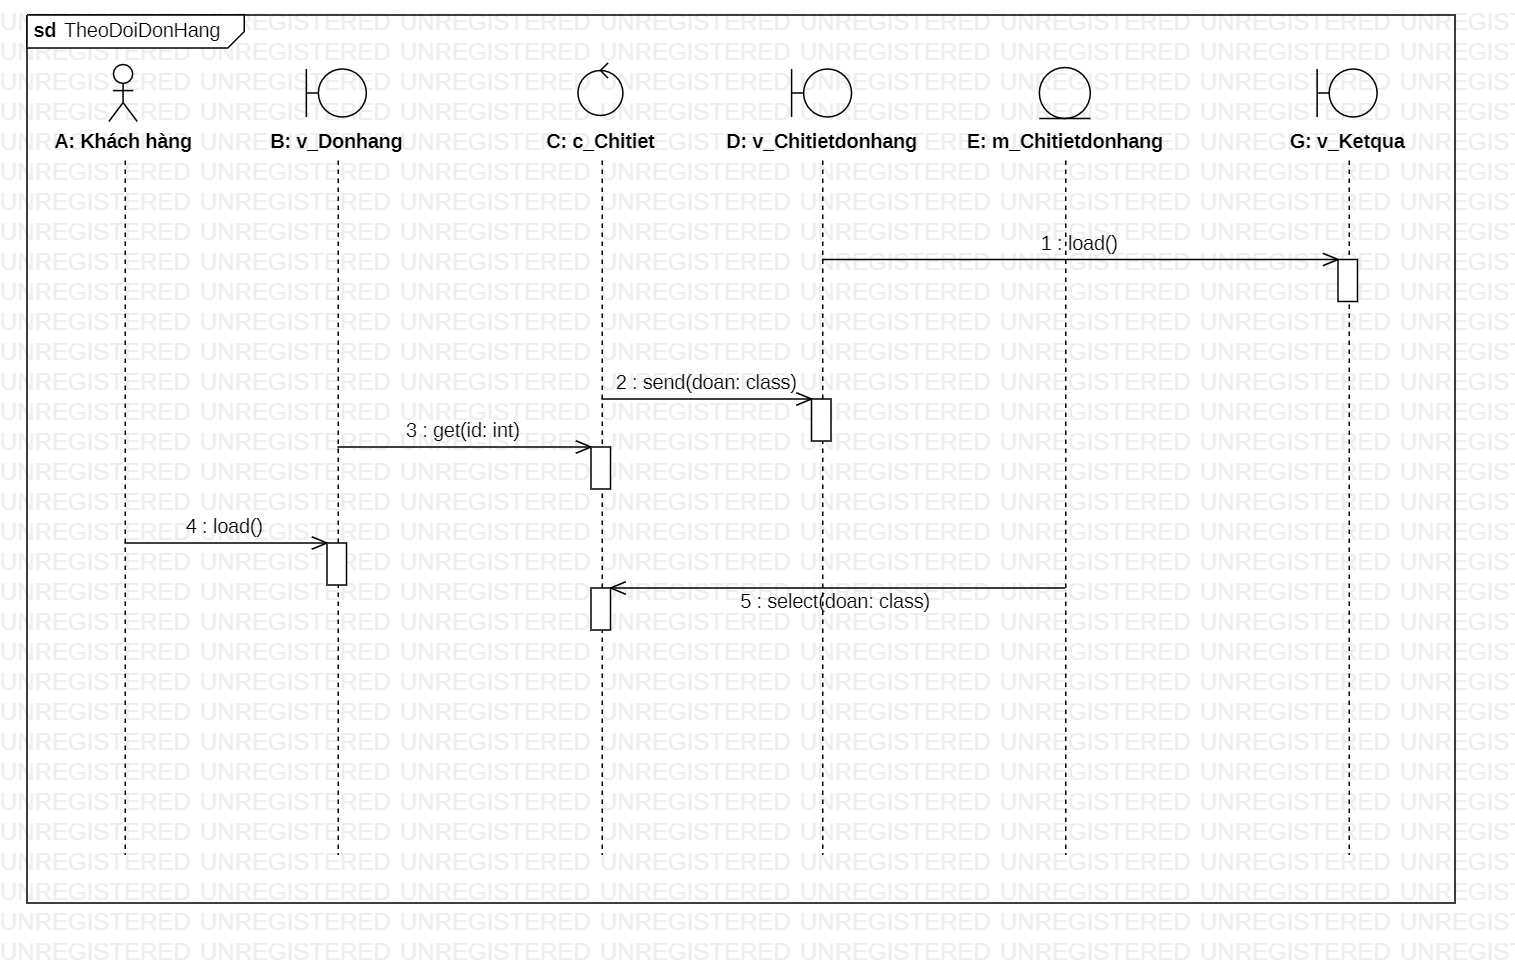 sd TheoDoiDonHang
A: Khách hàng
B: v_Donhang
C: c_Chitiet
D: v_Chitietdonhang
E: m_Chitietdonhang
G: v_Ketqua
1 : load()
2 : send(doan: class)
3 : get(id: int)
4 : load()
5 : select(doan: class)
UNREGISTERED